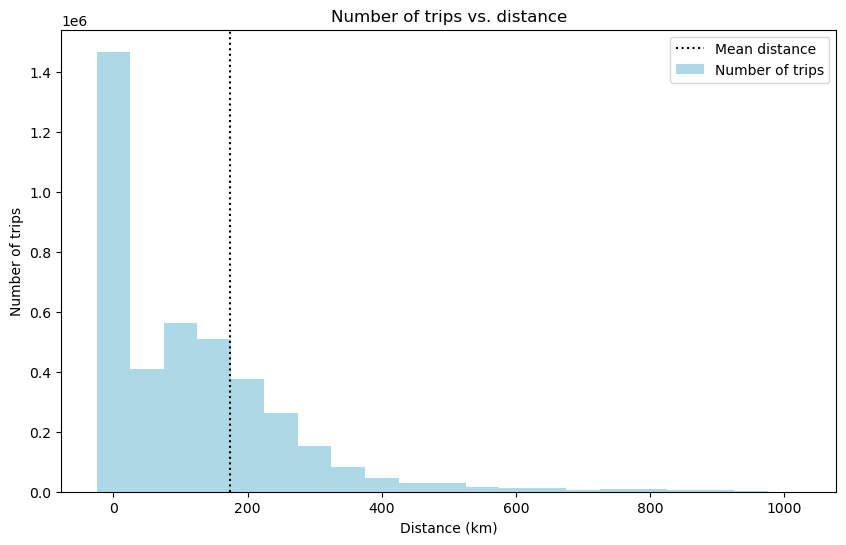 Number of trips vs. distance
1e6
Mean distance
Number of trips
1.4
1.2
1.0
0.8
0.6
0.4
0.2
0.0
Number of trips
0 200 400 600 800 1000
Distance (km)